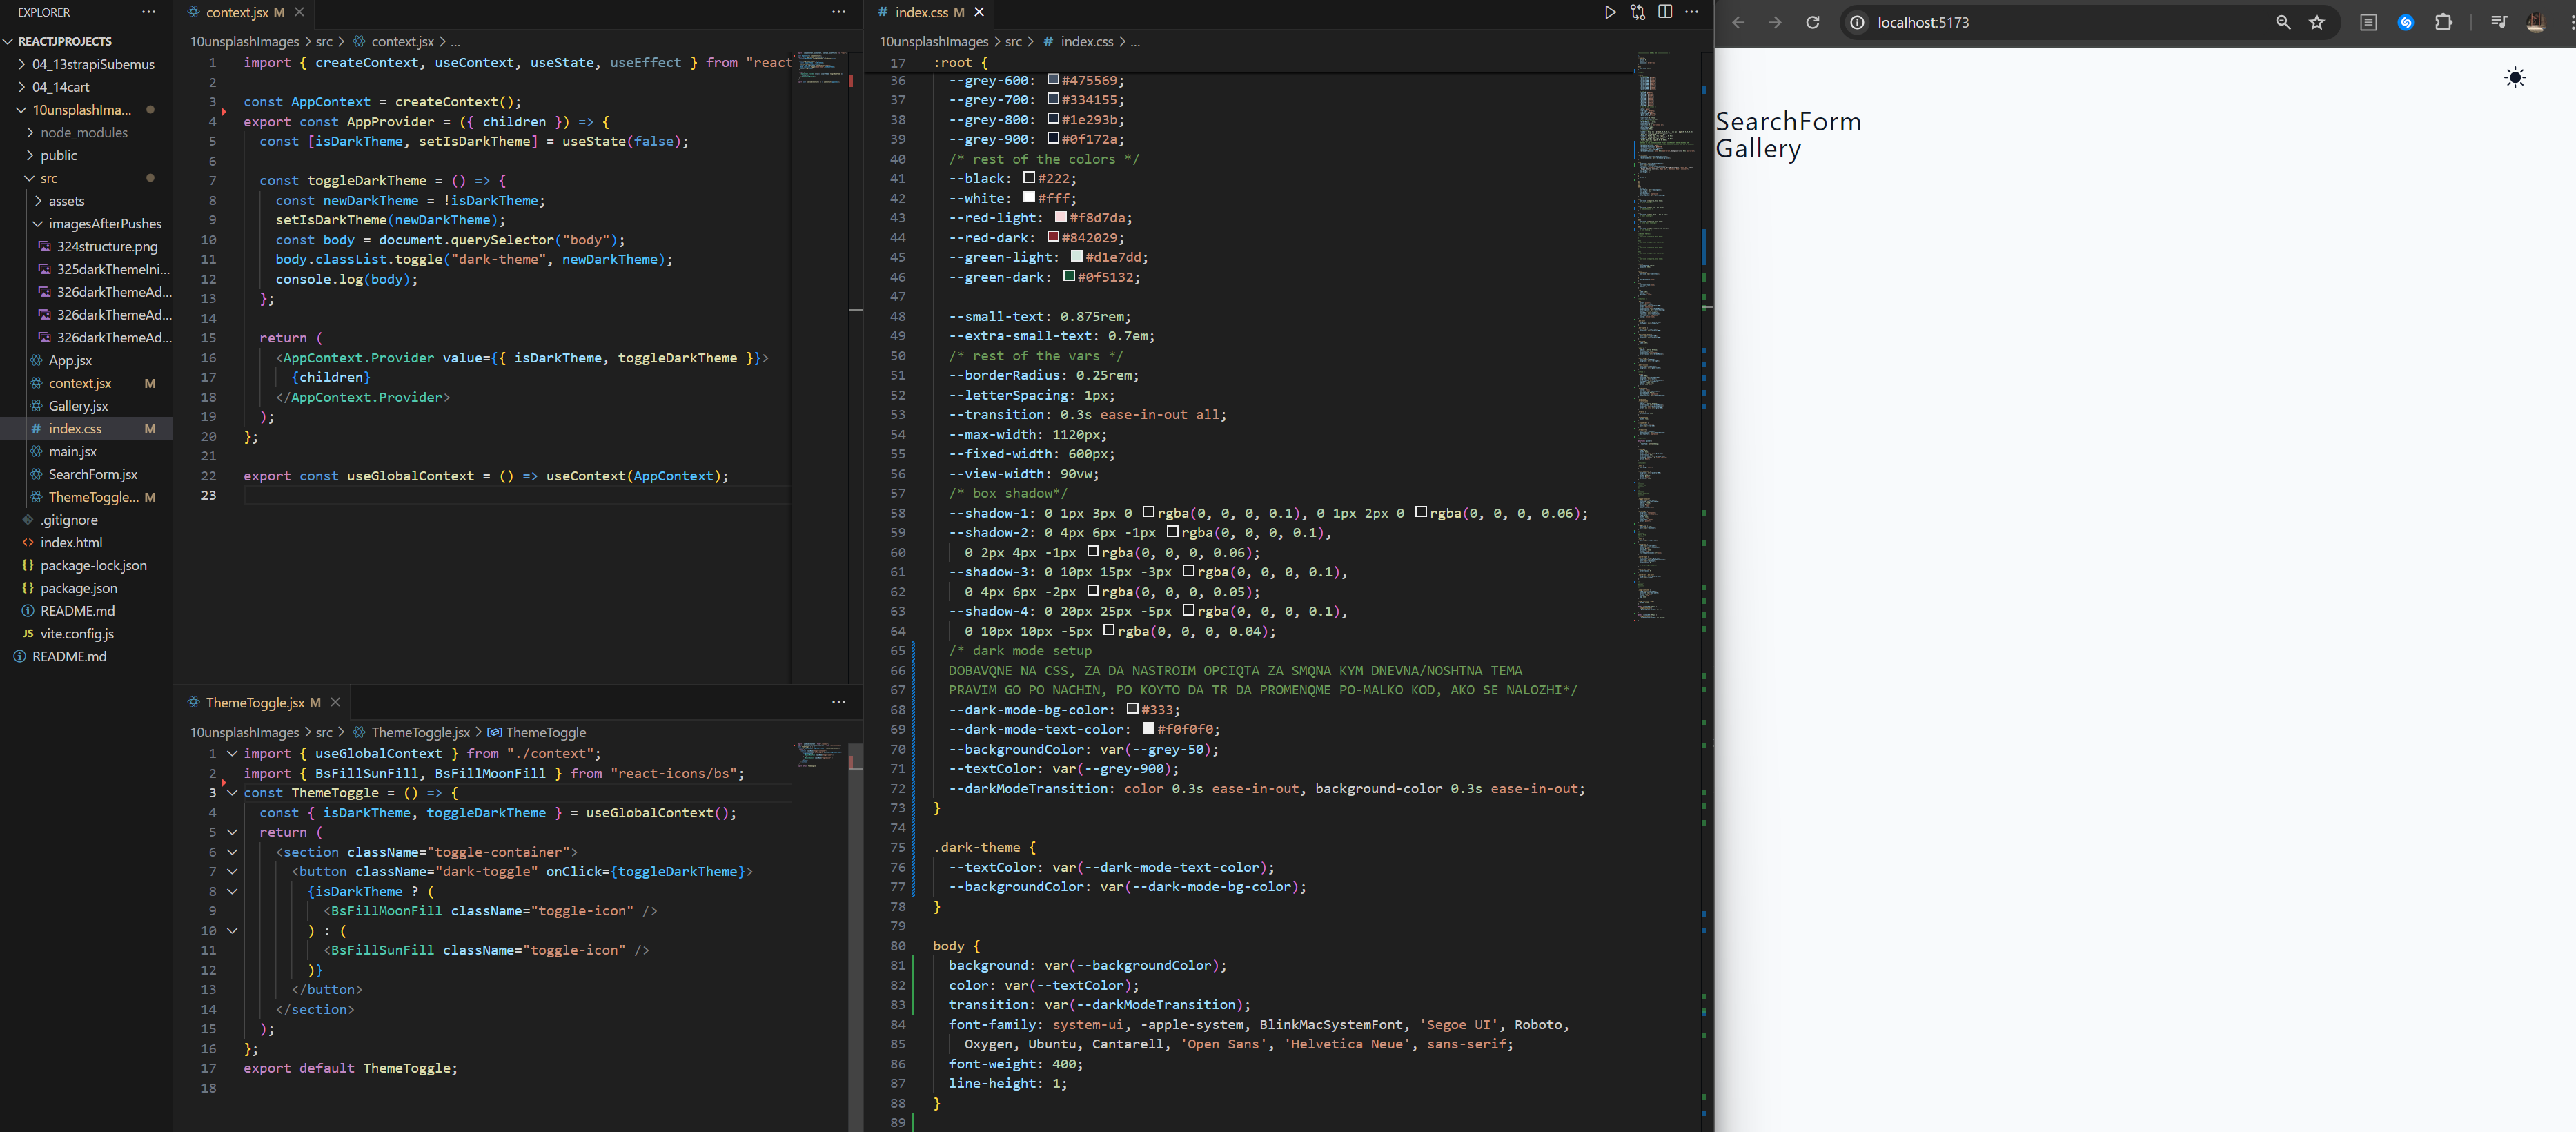 EXPLORER
REACTJPROJECTS
04_13strapiSubemus
04_14cart
10unsplashIma...
node_modules
public
src
assets
imagesAfterPushes
324structure.png
325darkThemeIni...
326darkThemeAd...
326darkThemeAd...
326darkThemeAd...
App.jsx
context.jsx M
Gallery.jsx
index.css M
main.jsx
SearchForm.jsx
ThemeToggle... M
.gitignore
index.html
package-lock.json
package.json
README.md
JS vite.config.js
README.md
context.jsx M
10unsplashImages > src > context.jsx > ...
1 import { createContext, useContext, useState, useEffect } from "react
2
3 const AppContext = createContext();
4 export const AppProvider = ({ children }) => {
5 const [isDarkTheme, setIsDarkTheme] = useState(false);
6
7 const toggleDarkTheme = () => {
8 const newDarkTheme = !isDarkTheme;
9 setIsDarkTheme(newDarkTheme);
10 const body = document.querySelector("body");
11 body.classList.toggle("dark-theme", newDarkTheme);
12 console.log(body);
13 };
14
15 return (
16 <AppContext.Provider value={{ isDarkTheme, toggleDarkTheme }}>
17 {children}
18 </AppContext.Provider>
19 );
20 };
21
22 export const useGlobalContext = () => useContext(AppContext);
23
ThemeToggle.jsx M
10unsplashImages > src > ThemeToggle.jsx > ThemeToggle
1 import { useGlobalContext } from "./context";
2 import { BsFillSunFill, BsFillMoonFill } from "react-icons/bs";
3 const ThemeToggle = () => {
4 const { isDarkTheme, toggleDarkTheme } = useGlobalContext();
5 return (
6 <section className="toggle-container">
7 <button className="dark-toggle" onClick={toggleDarkTheme}>
8 {isDarkTheme ? (
9 <BsFillMoonFill className="toggle-icon" />
10 ) : (
11 <BsFillSunFill className="toggle-icon" />
12 )}
13 </button>
14 </section>
15 );
16 };
17 export default ThemeToggle;
18
# index.css M
10unsplashImages > src > # index.css > ...
17 :root {
36 --grey-600: #475569;
37 --grey-700: #334155;
38 --grey-800: #1e293b;
39 --grey-900: #0f172a;
40 /* rest of the colors */
41 --black: #222;
42 --white: #fff;
43 --red-light: #f8d7da;
44 --red-dark: #842029;
45 --green-light: #d1e7dd;
46 --green-dark: #0f5132;
47
48 --small-text: 0.875rem;
49 --extra-small-text: 0.7em;
50 /* rest of the vars */
51 --borderRadius: 0.25rem;
52 --letterSpacing: 1px;
53 --transition: 0.3s ease-in-out all;
54 --max-width: 1120px;
55 --fixed-width: 600px;
56 --view-width: 90vw;
57 /* box shadow*/
58 --shadow-1: 0 1px 3px 0 rgba(0, 0, 0, 0.1), 0 1px 2px 0 rgba(0, 0, 0, 0.06);
59 --shadow-2: 0 4px 6px -1px rgba(0, 0, 0, 0.1),
60 0 2px 4px -1px rgba(0, 0, 0, 0.06);
61 --shadow-3: 0 10px 15px -3px rgba(0, 0, 0, 0.1),
62 0 4px 6px -2px rgba(0, 0, 0, 0.05);
63 --shadow-4: 0 20px 25px -5px rgba(0, 0, 0, 0.1),
64 0 10px 10px -5px rgba(0, 0, 0, 0.04);
65 /* dark mode setup
66 DOBAVQNE NA CSS, ZA DA NASTROIM OPCIQTA ZA SMQNA KYM DNEVNA/NOSHTNA TEMA
67 PRAVIM GO PO NACHIN, PO KOYTO DA TR DA PROMENQME PO-MALKO KOD, AKO SE NALOZHI*/
68 --dark-mode-bg-color: #333;
69 --dark-mode-text-color: #f0f0f0;
70 --backgroundColor: var(--grey-50);
71 --textColor: var(--grey-900);
72 --darkModeTransition: color 0.3s ease-in-out, background-color 0.3s ease-in-out;
73 }
74
75 .dark-theme {
76 --textColor: var(--dark-mode-text-color);
77 --backgroundColor: var(--dark-mode-bg-color);
78 }
79
80 body {
81 background: var(--backgroundColor);
82 color: var(--textColor);
83 transition: var(--darkModeTransition);
84 font-family: system-ui, -apple-system, BlinkMacSystemFont, 'Segoe UI', Roboto,
85 Oxygen, Ubuntu, Cantarell, 'Open Sans', 'Helvetica Neue', sans-serif;
86 font-weight: 400;
87 line-height: 1;
88 }
89
localhost:5173
SearchForm
Gallery